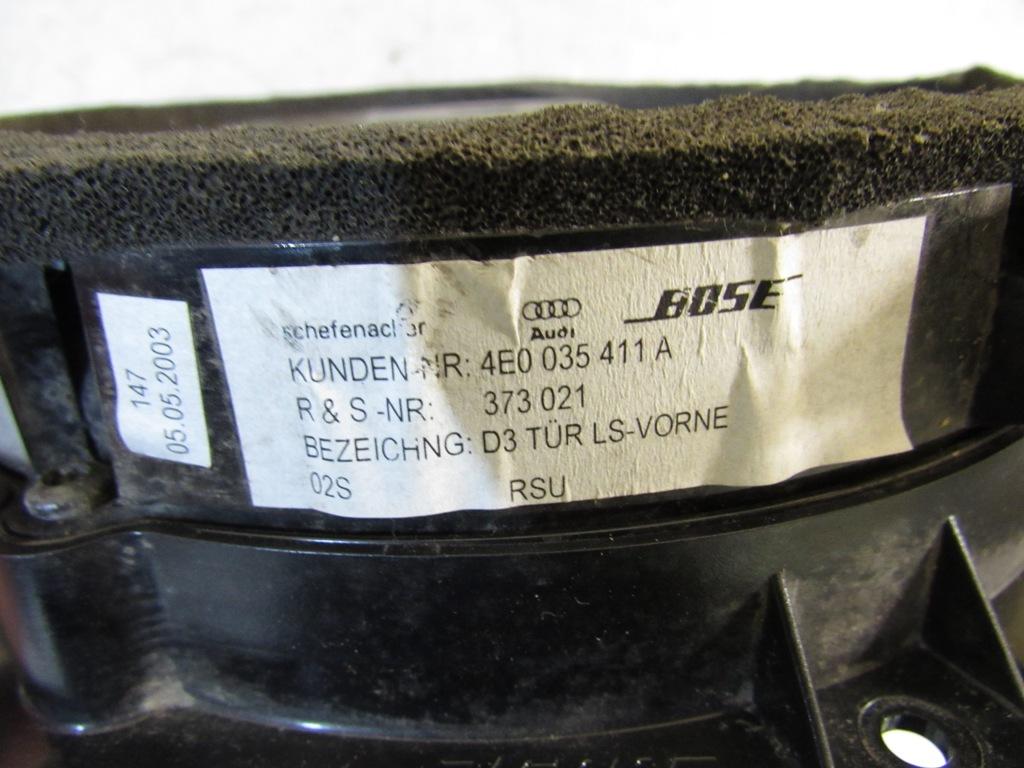 147
05.05.2003
schefenacher
Audi
BOSE
KUNDEN-NR: 4E0 035 411 A
R & S -NR: 373 021
BEZEICHNG: D3 TÜR LS-VORNE
02S RSU